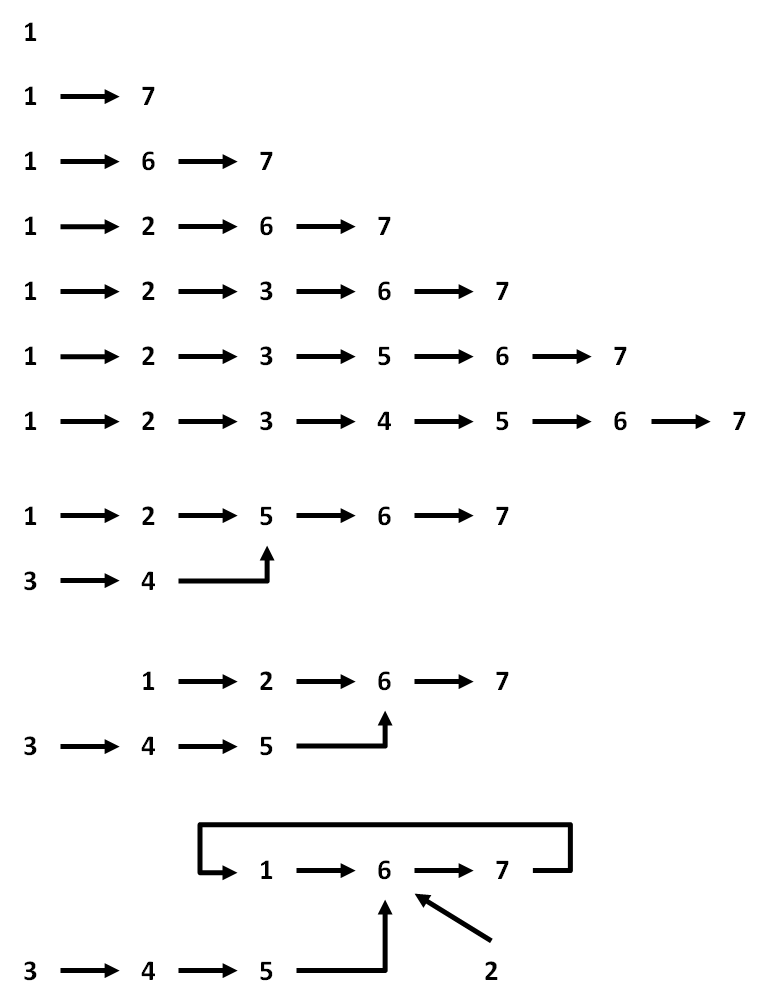 1
1 7
1 6 7
1 2 6 7
1 2 3 6 7
1 2 3 5 6 7
1 2 3 4 5 6 7
1 2 5 6 7
3 4
1 2 6 7
3 4 5
1 6 7
3 4 5 2